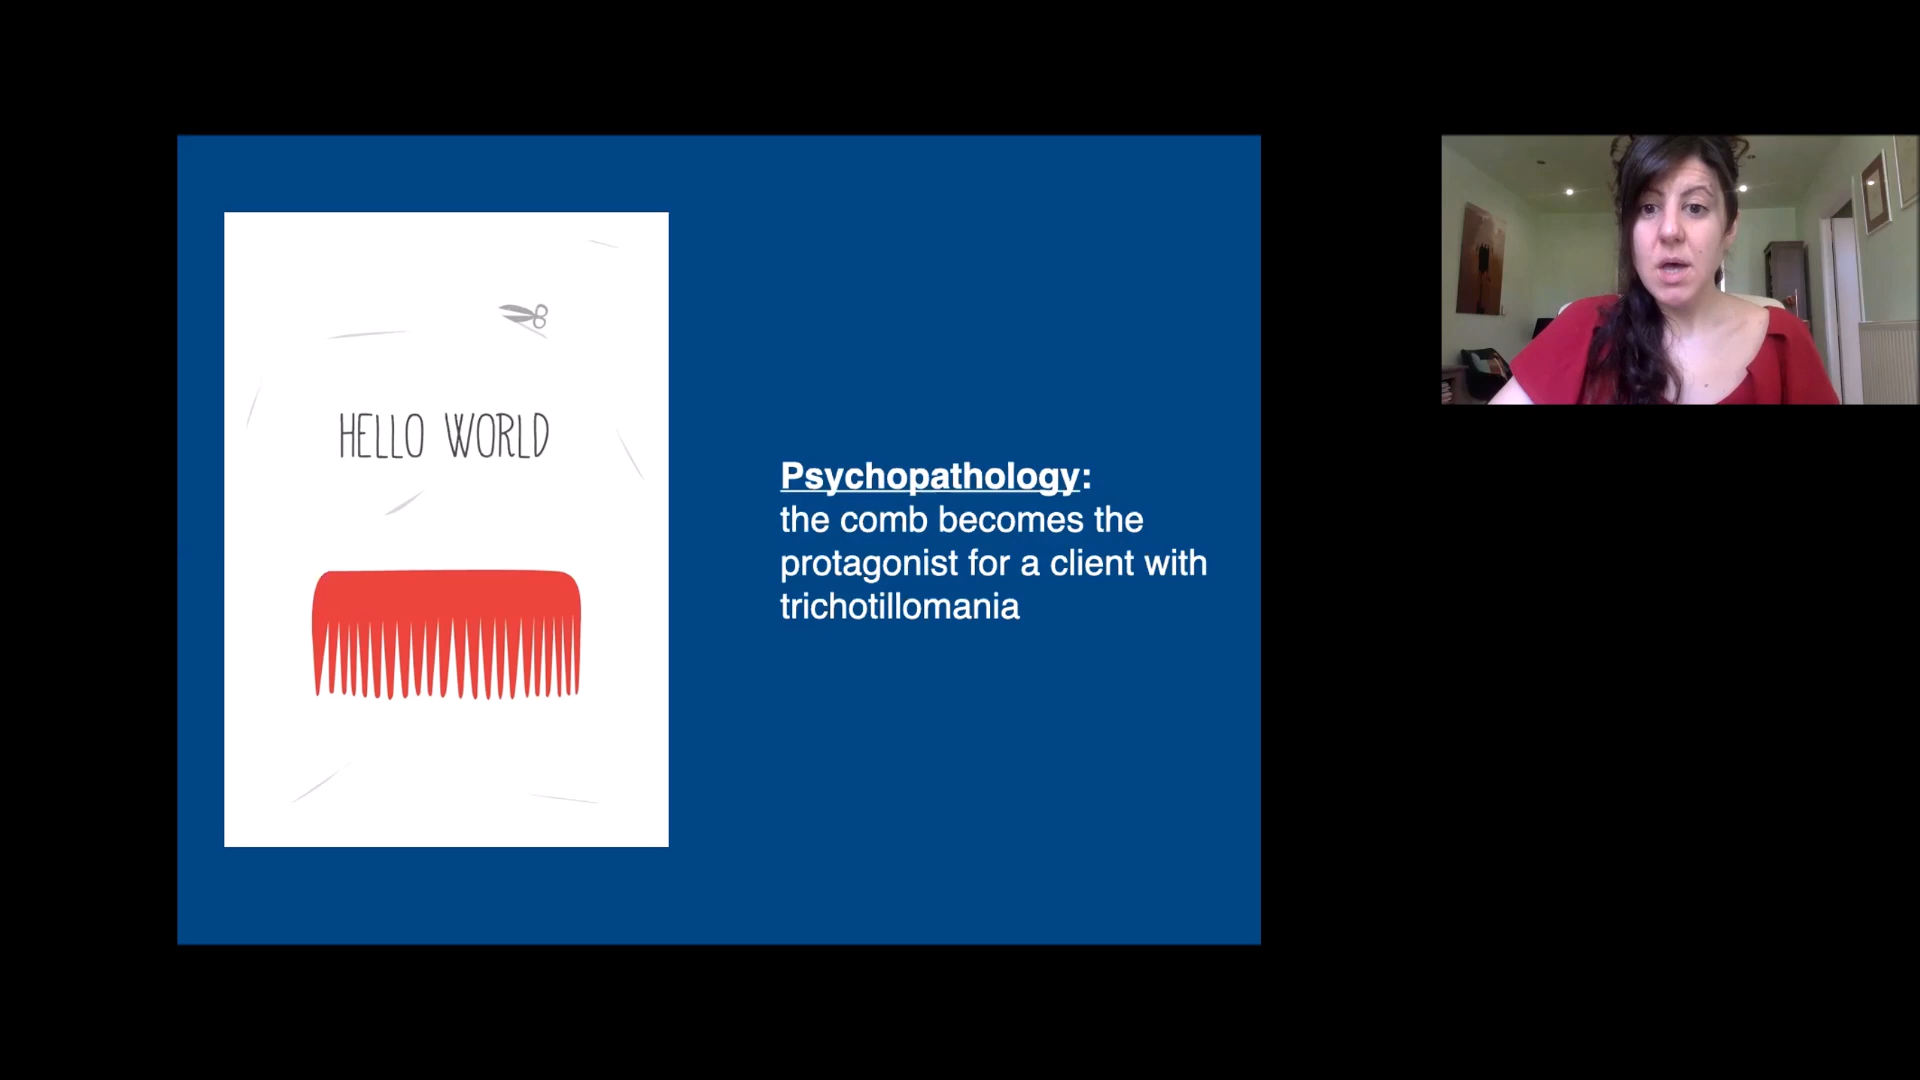 HELLO WORLD
Psychopathology:
the comb becomes the
protagonist for a client with
trichotillomania